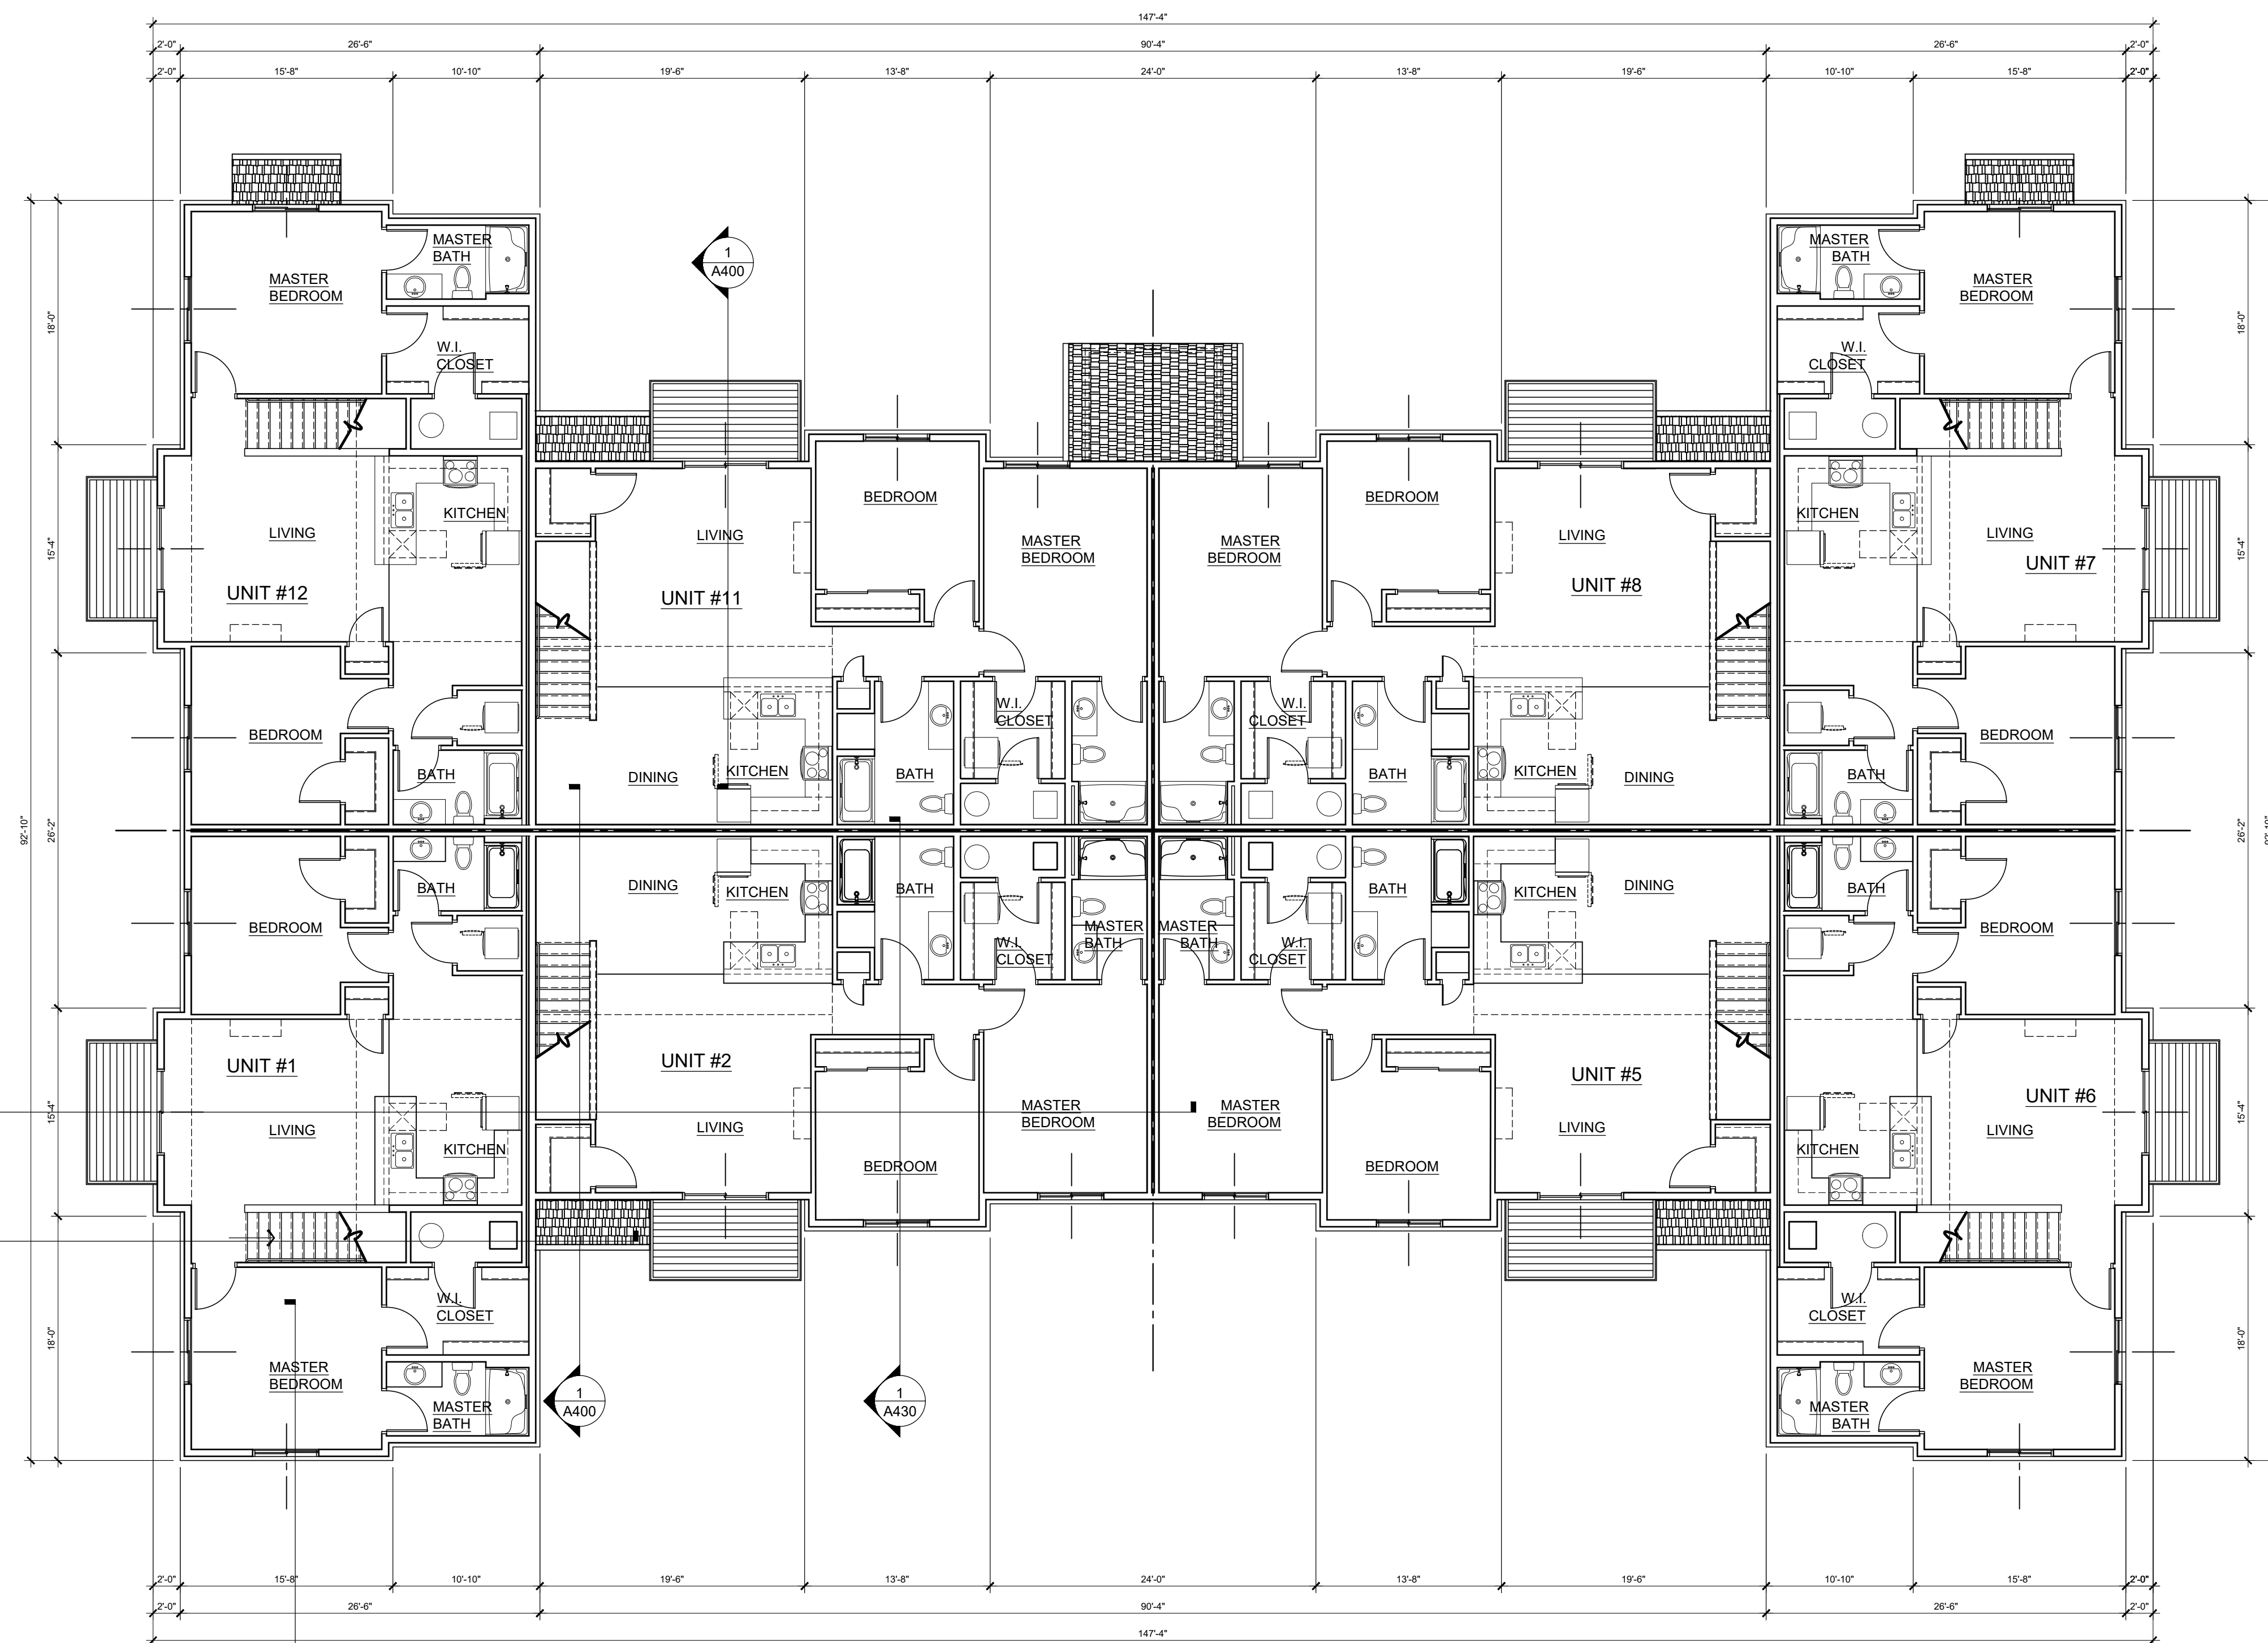 147'-4"
2'-0" 26'-6" 90'-4" 26'-6" 2'-0"
2'-0" 15'-8" 10'-10" 19'-6" 13'-8" 24'-0" 13'-8" 19'-6" 10'-10" 15'-8" 2'-0"
MASTER
BATH
MASTER
BEDROOM
W.I.
CLOSET
1
A400
MASTER
BATH
MASTER
BEDROOM
W.I.
CLOSET
18'-0"
18'-0"
LIVING
KITCHEN
UNIT #12
LIVING
UNIT #11
BEDROOM
MASTER
BEDROOM
MASTER
BEDROOM
BEDROOM
LIVING
UNIT #8
KITCHEN
LIVING
UNIT #7
15'-4"
15'-4"
BEDROOM
BATH
DINING
KITCHEN
BATH
W.I.
CLOSET
W.I.
CLOSET
BATH
KITCHEN
DINING
BATH
BEDROOM
92'-10"
26'-2"
26'-2"
92'-10"
BEDROOM
BATH
DINING
KITCHEN
BATH
W.I.
CLOSET
MASTER
BATH
MASTER
BATH
W.I.
CLOSET
BATH
KITCHEN
DINING
BATH
BEDROOM
UNIT #1
LIVING
KITCHEN
UNIT #2
LIVING
BEDROOM
MASTER
BEDROOM
MASTER
BEDROOM
BEDROOM
UNIT #5
LIVING
KITCHEN
UNIT #6
LIVING
15'-4"
15'-4"
W.I.
CLOSET
MASTER
BEDROOM
MASTER
BATH
1
A400
1
A430
W.I.
CLOSET
MASTER
BEDROOM
MASTER
BATH
18'-0"
18'-0"
2'-0" 15'-8" 10'-10" 19'-6" 13'-8" 24'-0" 13'-8" 19'-6" 10'-10" 15'-8" 2'-0"
2'-0" 26'-6" 90'-4" 26'-6" 2'-0"
147'-4"